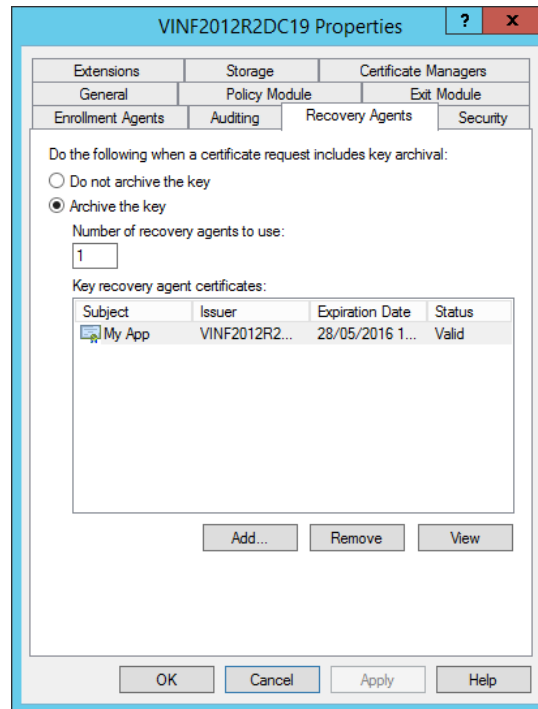 VINF2012R2DC19 Properties
? x
Extensions Storage Certificate Managers
General Policy Module Exit Module
Enrollment Agents Auditing Recovery Agents Security
Do the following when a certificate request includes key archival:
Do not archive the key
Archive the key
Number of recovery agents to use:
1
Key recovery agent certificates:
Subject Issuer Expiration Date Status
My App VINF2012R2... 28/05/2016 1... Valid
Add... Remove View
OK Cancel Apply Help